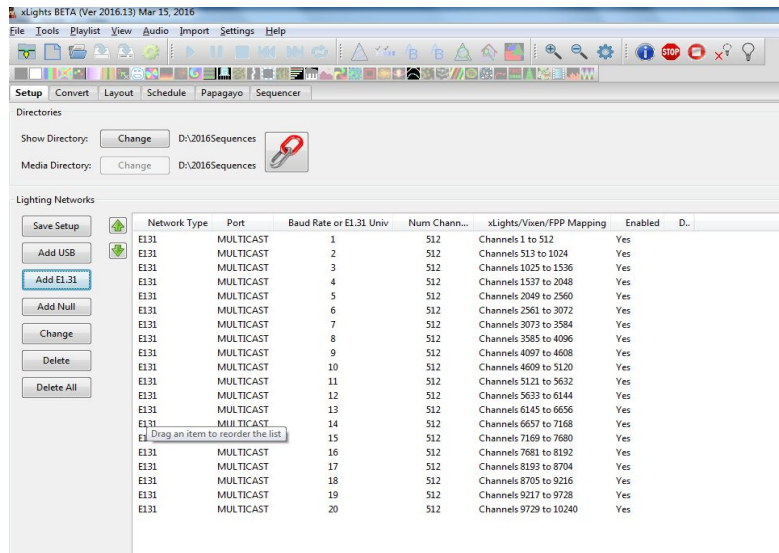 xLights BETA (Ver 2016.13) Mar 15, 2016
File Tools Playlist View Audio Import Settings Help
STOP
Setup Convert Layout Schedule Papagayo Sequencer
Directories
Show Directory: Change D:\2016Sequences
Media Directory: Change D:\2016Sequences
Lighting Networks
Save Setup
Add USB
Add E1.31
Add Null
Change
Delete
Delete All
Network Type Port Baud Rate or E1.31 Univ Num Chann... xLights/Vixen/FPP Mapping Enabled D..
E131 MULTICAST 1 512 Channels 1 to 512 Yes
E131 MULTICAST 2 512 Channels 513 to 1024 Yes
E131 MULTICAST 3 512 Channels 1025 to 1536 Yes
E131 MULTICAST 4 512 Channels 1537 to 2048 Yes
E131 MULTICAST 5 512 Channels 2049 to 2560 Yes
E131 MULTICAST 6 512 Channels 2561 to 3072 Yes
E131 MULTICAST 7 512 Channels 3073 to 3584 Yes
E131 MULTICAST 8 512 Channels 3585 to 4096 Yes
E131 MULTICAST 9 512 Channels 4097 to 4608 Yes
E131 MULTICAST 10 512 Channels 4609 to 5120 Yes
E131 MULTICAST 11 512 Channels 5121 to 5632 Yes
E131 MULTICAST 12 512 Channels 5633 to 6144 Yes
E131 MULTICAST 13 512 Channels 6145 to 6656 Yes
E131 MULTICAST 14 512 Channels 6657 to 7168 Yes
Drag an item to reorder the list
15 512 Channels 7169 to 7680 Yes
E131 MULTICAST 16 512 Channels 7681 to 8192 Yes
E131 MULTICAST 17 512 Channels 8193 to 8704 Yes
E131 MULTICAST 18 512 Channels 8705 to 9216 Yes
E131 MULTICAST 19 512 Channels 9217 to 9728 Yes
E131 MULTICAST 20 512 Channels 9729 to 10240 Yes